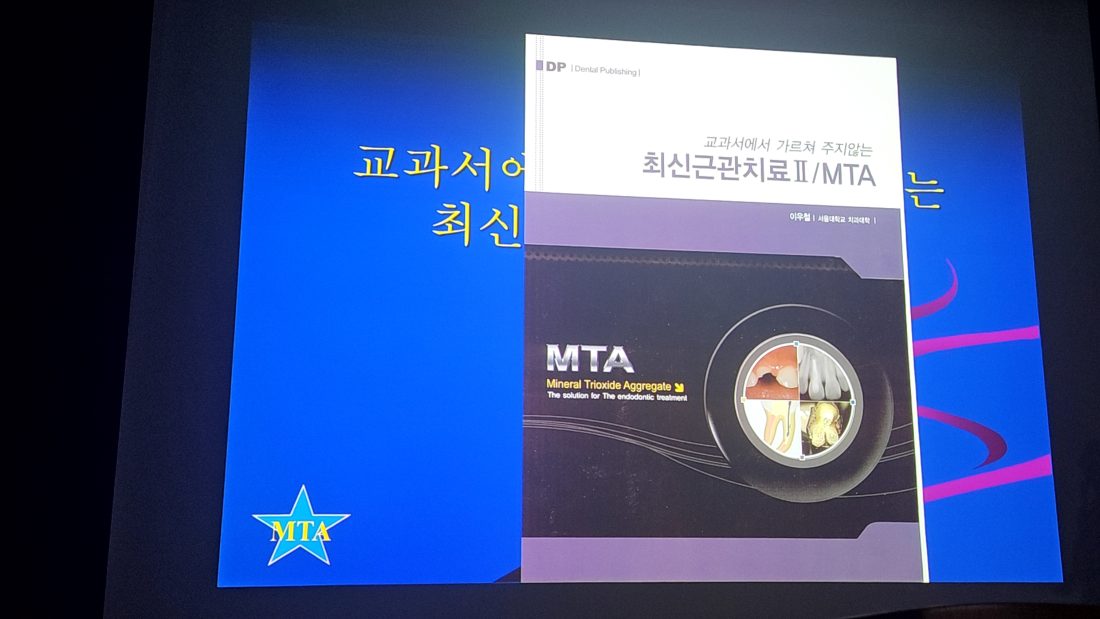 교과서에
는
최신
DP | Dental Publishing |
교과서에서 가르쳐 주지않는
최신근관치료Ⅱ/MTA
이우철 | 서울대학교 치과대학 |
MTA
Mineral Trioxide Aggregate
The solution for The endodontic treatment
MTA